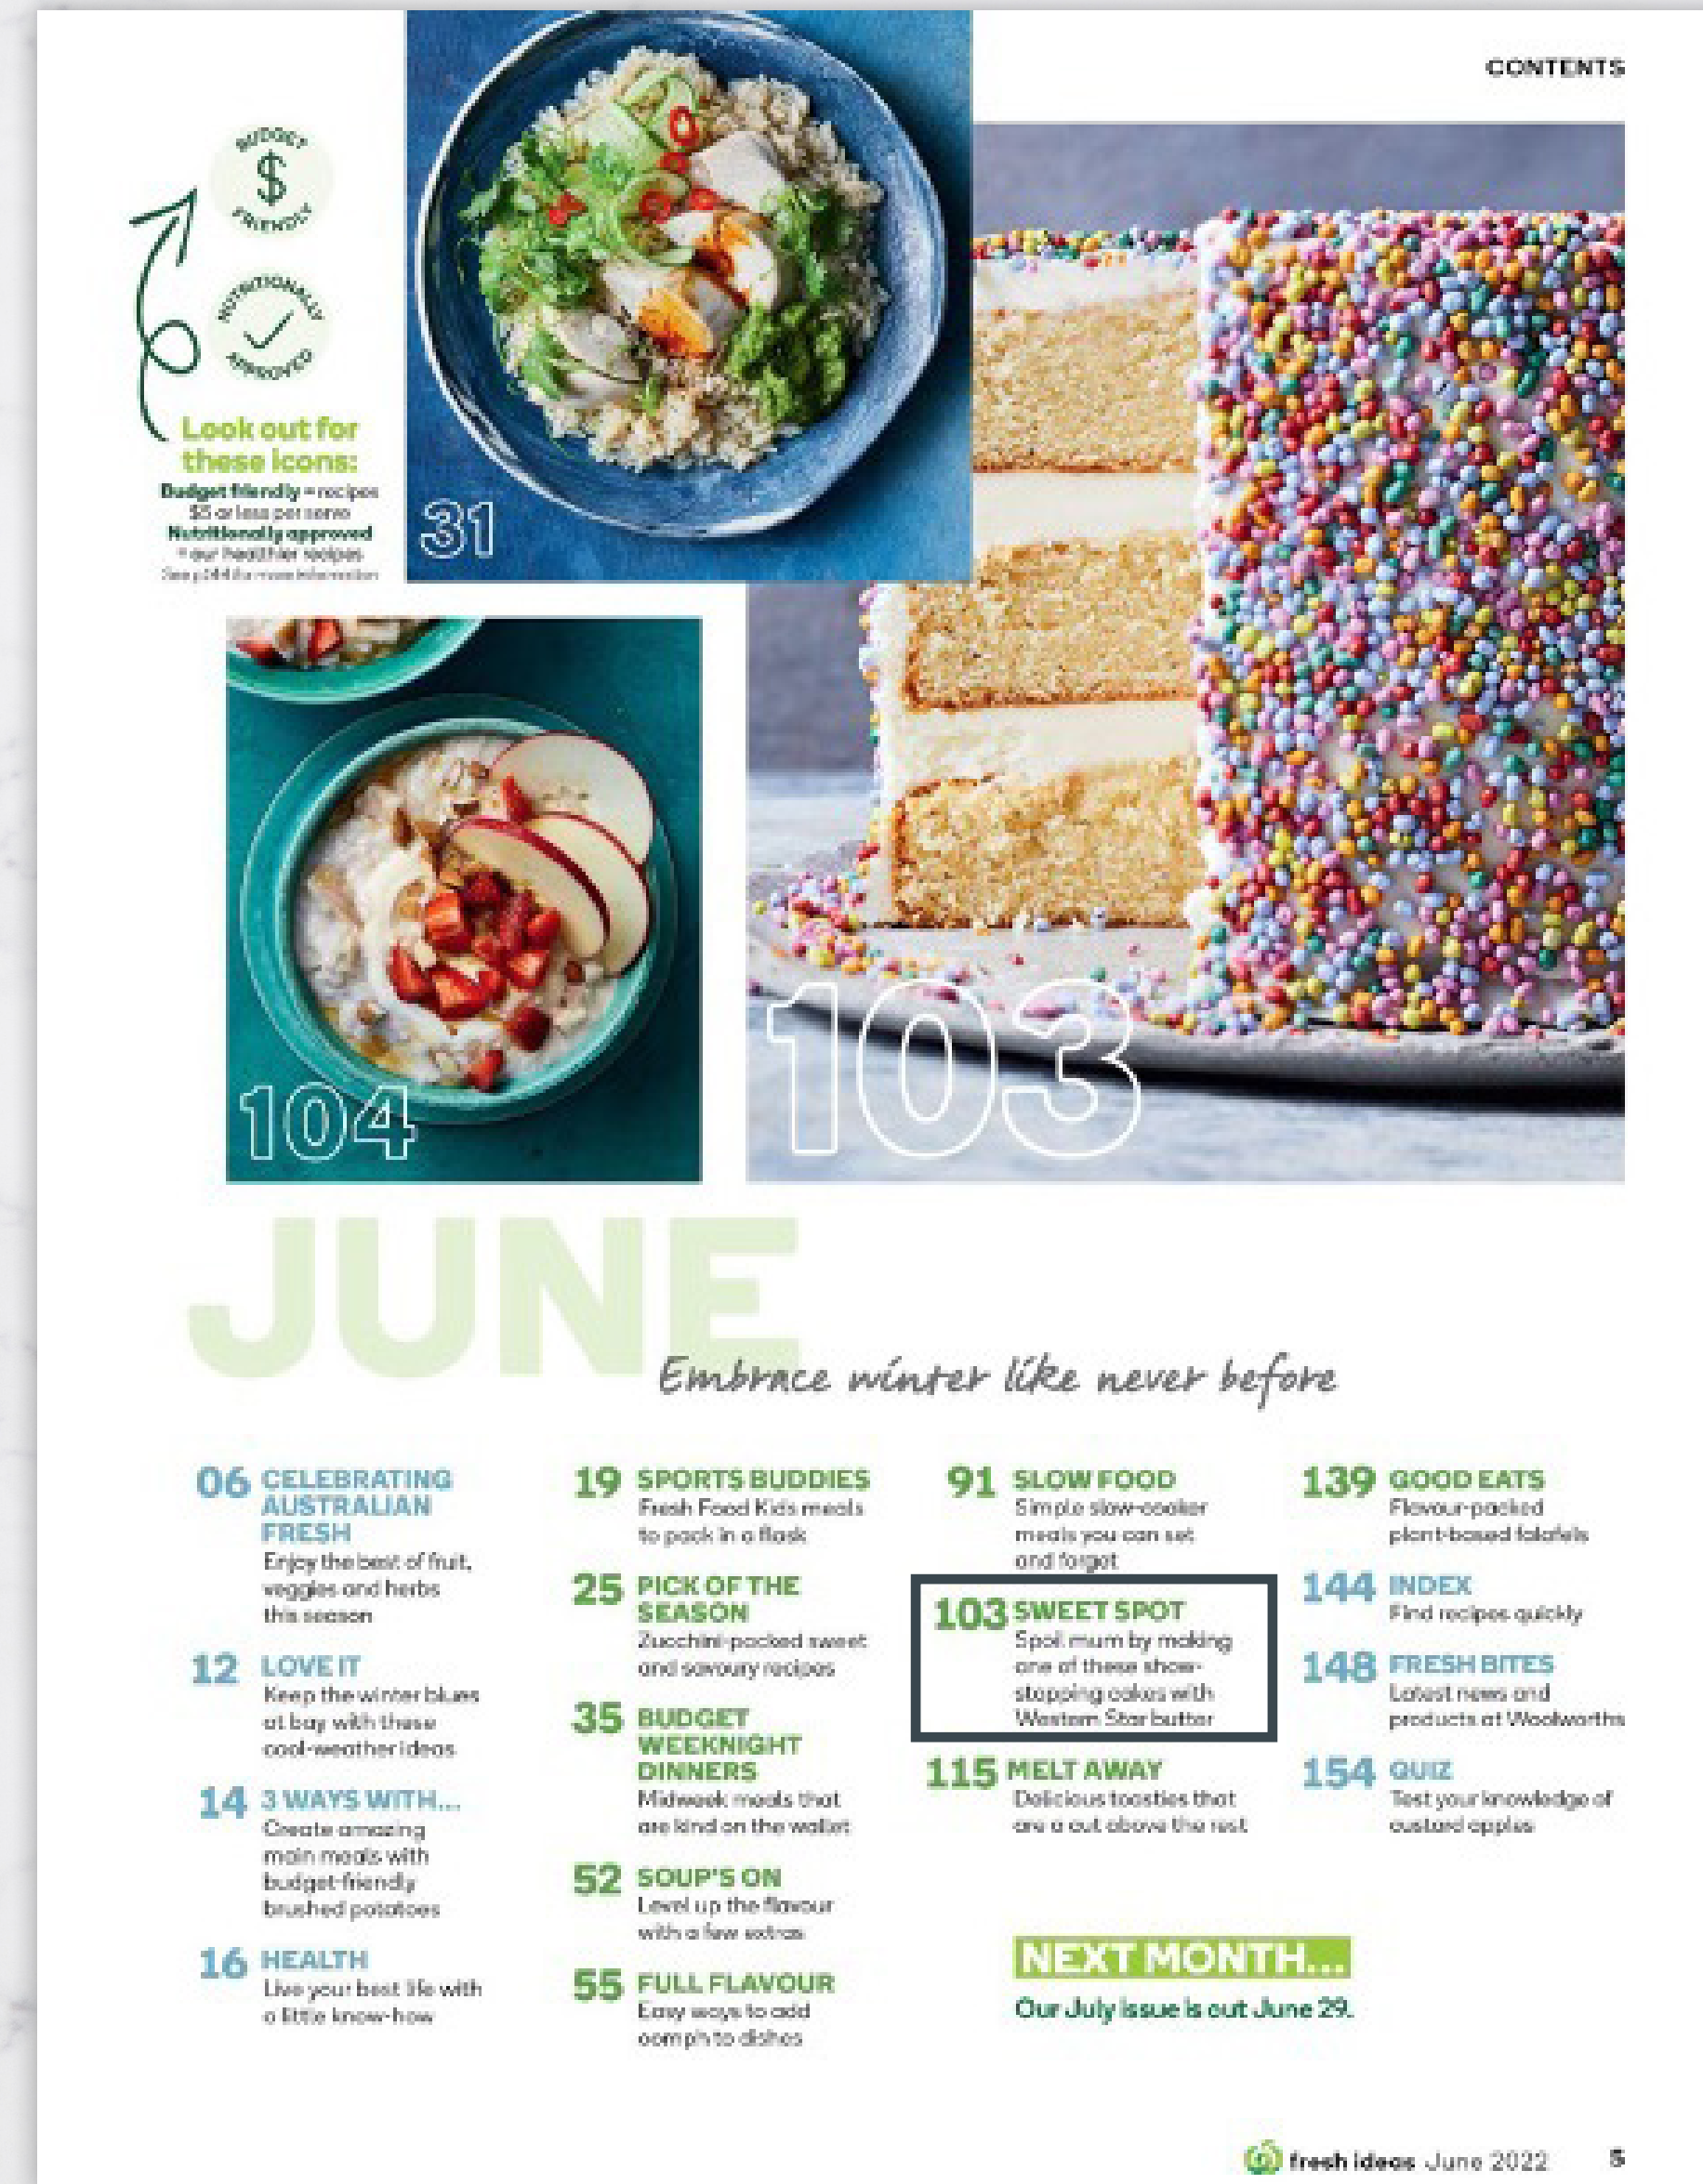 CONTENTS
BUDGET
$
FRIENDLY
NUTRITIONALLY
APPROVED
Look out for
these icons:
Budget friendly = recipes
$5 or less per serve
Nutritionally approved
= our healthier recipes
for more information
31
104
103
JUNE
Embrace winter like never before
06 CELEBRATING
AUSTRALIAN
FRESH
Enjoy the best of fruit,
veggies and herbs
this season
12 LOVE IT
Keep the winter blues
at bay with these
cool-weather ideas
14 3 WAYS WITH...
Create amazing
main meals with
budget-friendly
brushed potatoes
16 HEALTH
Live your best life with
a little know-how
19 SPORTS BUDDIES
Fresh Food Kids meals
to pack in a flask
25 PICK OF THE
SEASON
Zucchini-packed sweet
and savoury recipes
35 BUDGET
WEEKNIGHT
DINNERS
Midweek meals that
are kind on the wallet
52 SOUP'S ON
Level up the flavour
with a few extras
55 FULL FLAVOUR
Easy ways to add
oomph to dishes
91 SLOW FOOD
Simple slow-cooker
meals you can set
and forget
103 SWEET SPOT
Spoil mum by making
one of these show-
stopping cakes with
Western Star butter
115 MELT AWAY
Delicious toasties that
are a cut above the rest
139 GOOD EATS
Flavour-packed
plant-based falafels
144 INDEX
Find recipes quickly
148 FRESH BITES
Latest news and
products at Woolworths
154 QUIZ
Test your knowledge of
custard apples
NEXT MONTH...
Our July issue is out June 29.
fresh ideas June 2022 5